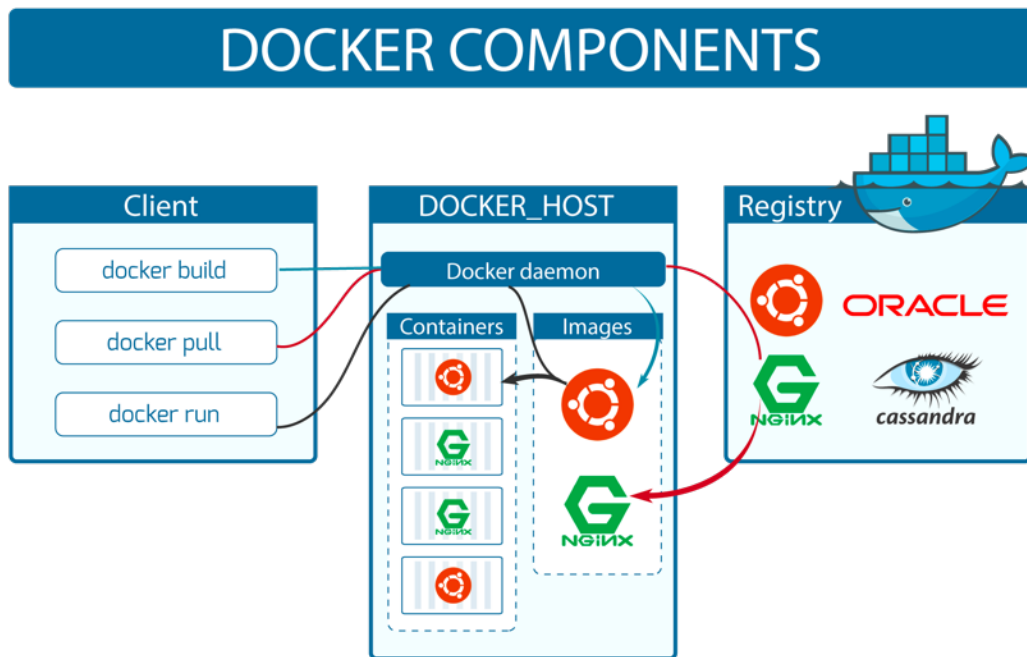 DOCKER COMPONENTS
Client
docker build
docker pull
docker run
DOCKER_HOST
Docker daemon
Containers
NGiNX
NGiNX
Images
NGiNX
Registry
ORACLE
NGiNX
cassandra